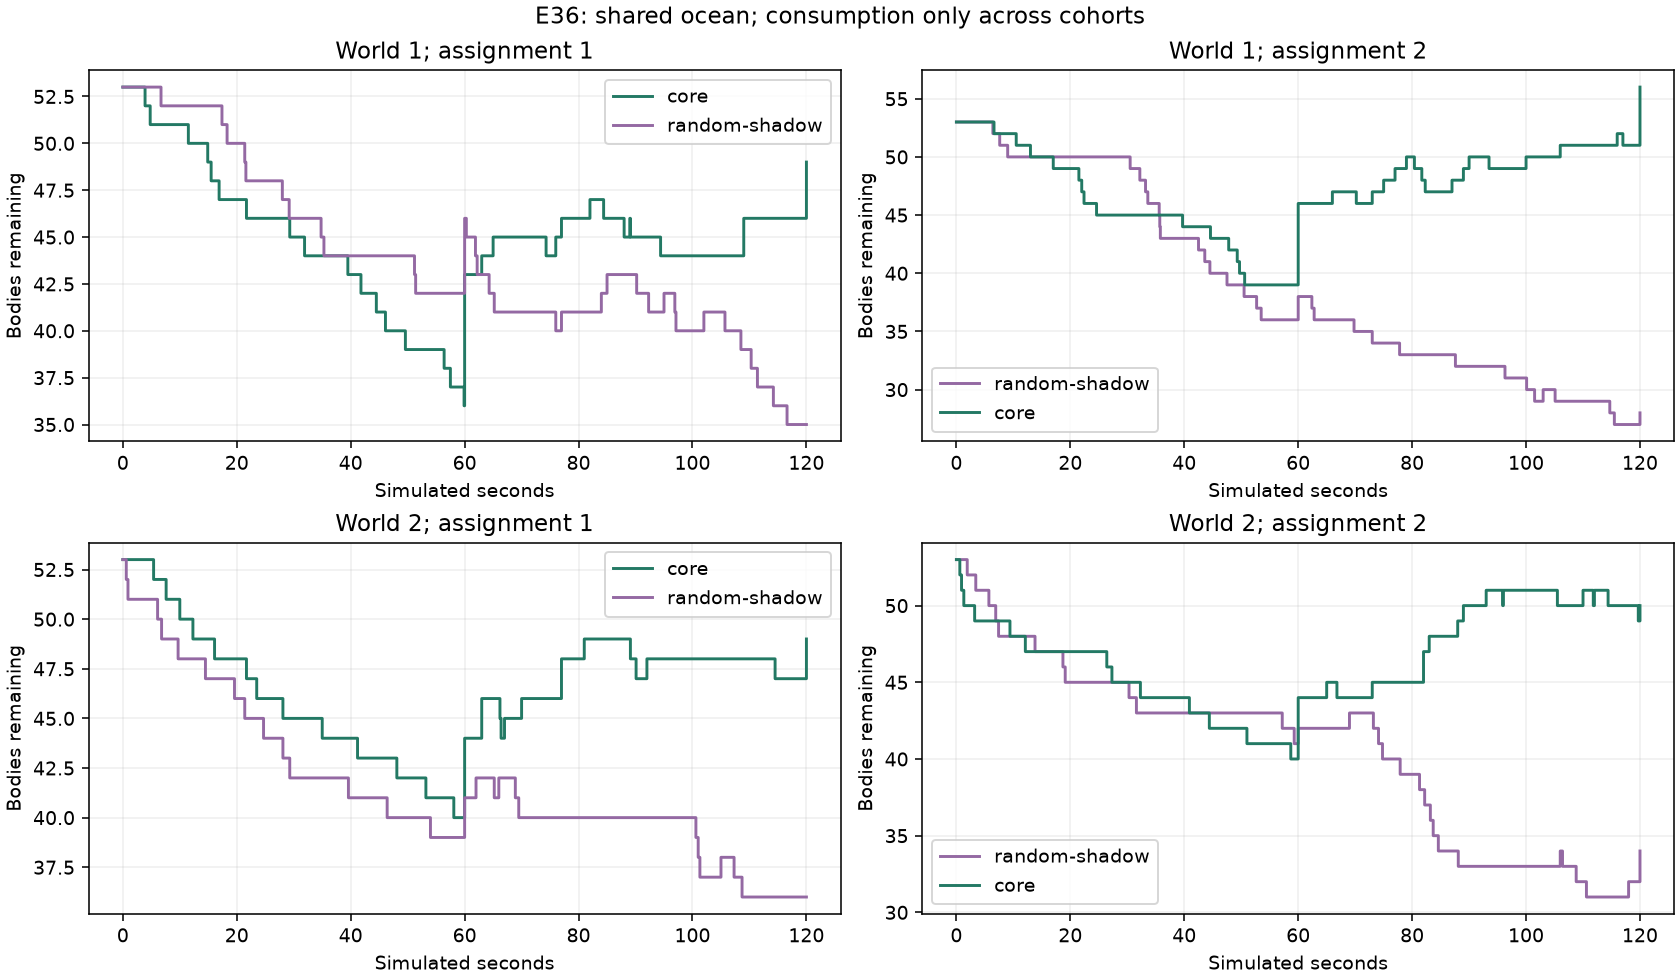 E36: shared ocean; consumption only across cohorts
World 1; assignment 1
52.5
50.0
47.5
45.0
42.5
40.0
37.5
35.0
Bodies remaining
core
random-shadow
0 20 40 60 80 100 120
Simulated seconds
World 1; assignment 2
55
50
45
40
35
30
Bodies remaining
random-shadow
core
0 20 40 60 80 100 120
Simulated seconds
World 2; assignment 1
52.5
50.0
47.5
45.0
42.5
40.0
37.5
Bodies remaining
core
random-shadow
0 20 40 60 80 100 120
Simulated seconds
World 2; assignment 2
50
45
40
35
30
Bodies remaining
random-shadow
core
0 20 40 60 80 100 120
Simulated seconds